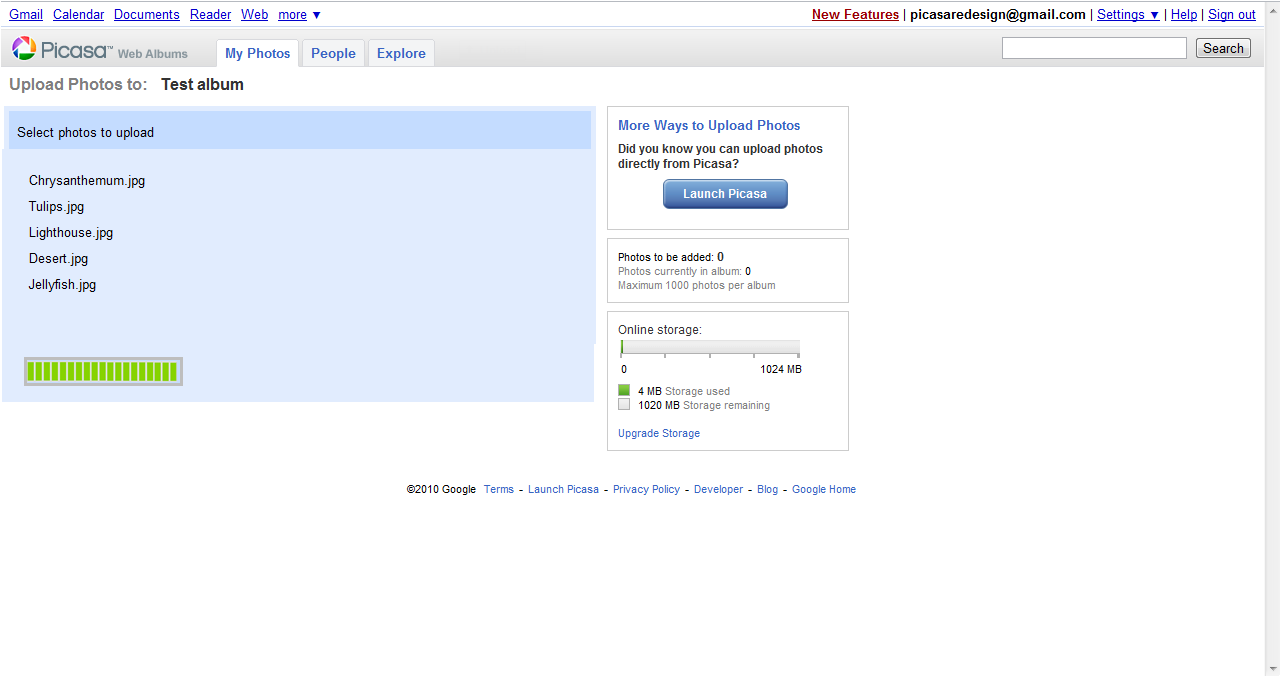 Gmail Calendar Documents Reader Web more ▼ New Features | picasaredesign@gmail.com | Settings ▼ | Help | Sign out
Picasa™ Web Albums My Photos People Explore Search
Upload Photos to: Test album
Select photos to upload
Chrysanthemum.jpg
Tulips.jpg
Lighthouse.jpg
Desert.jpg
Jellyfish.jpg
More Ways to Upload Photos
Did you know you can upload photos
directly from Picasa?
Launch Picasa
Photos to be added: 0
Photos currently in album: 0
Maximum 1000 photos per album
Online storage:
0 1024 MB
4 MB Storage used
1020 MB Storage remaining
Upgrade Storage
©2010 Google Terms - Launch Picasa - Privacy Policy - Developer - Blog - Google Home